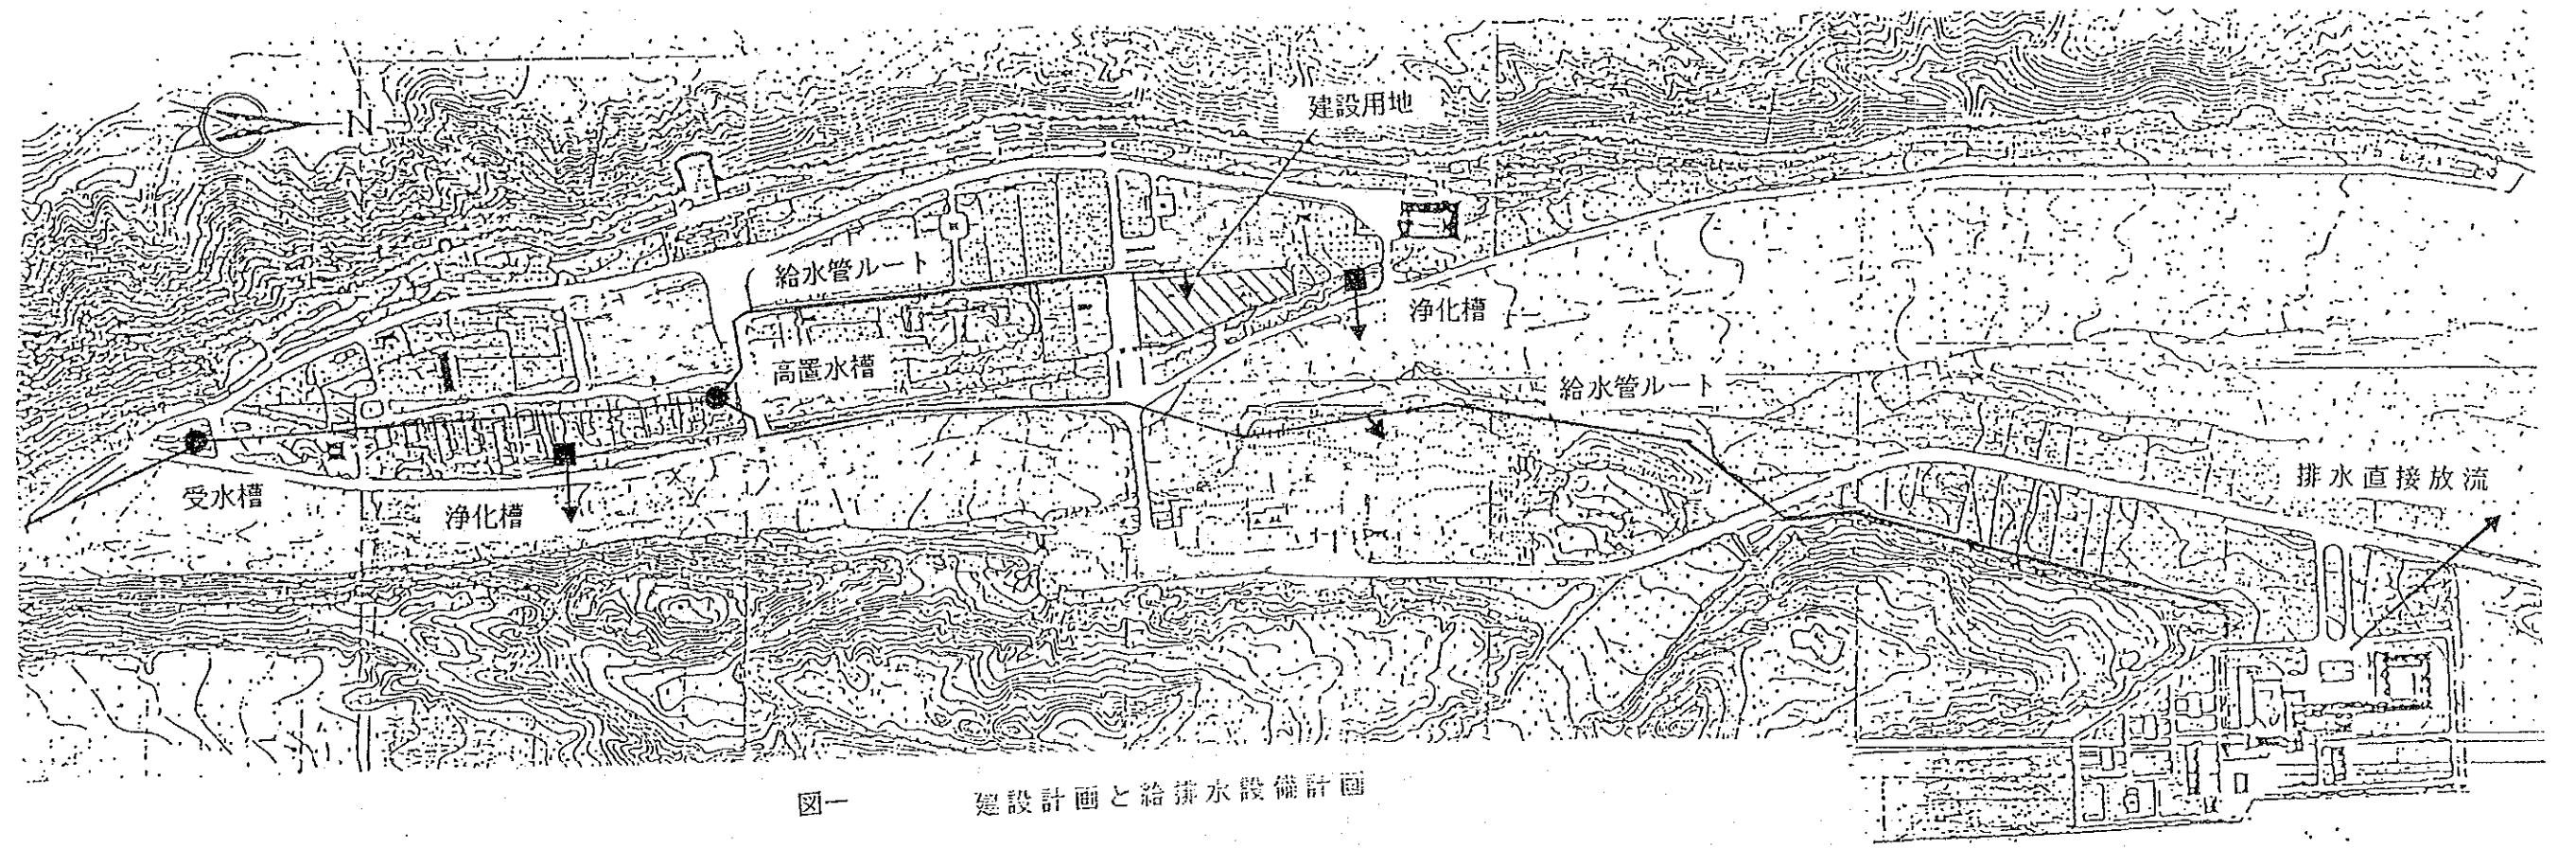 建設用地
N
給水管ルート
浄化槽
高置水槽
給水管ルート
排水直接放流
受水槽
浄化槽
図一 建設計画と給排水設備計画